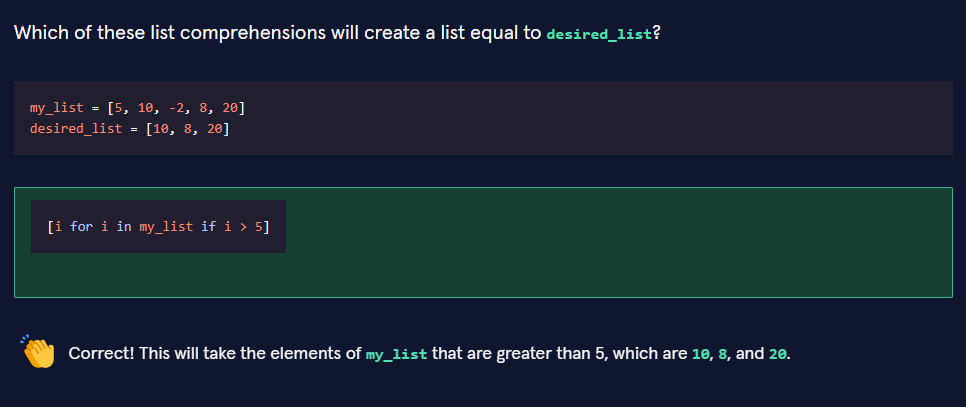 Which of these list comprehensions will create a list equal to desired_list?
my_list = [5, 10, -2, 8, 20]
desired_list = [10, 8, 20]
[i for i in my_list if i > 5]
Correct! This will take the elements of my_list that are greater than 5, which are 10, 8, and 20.